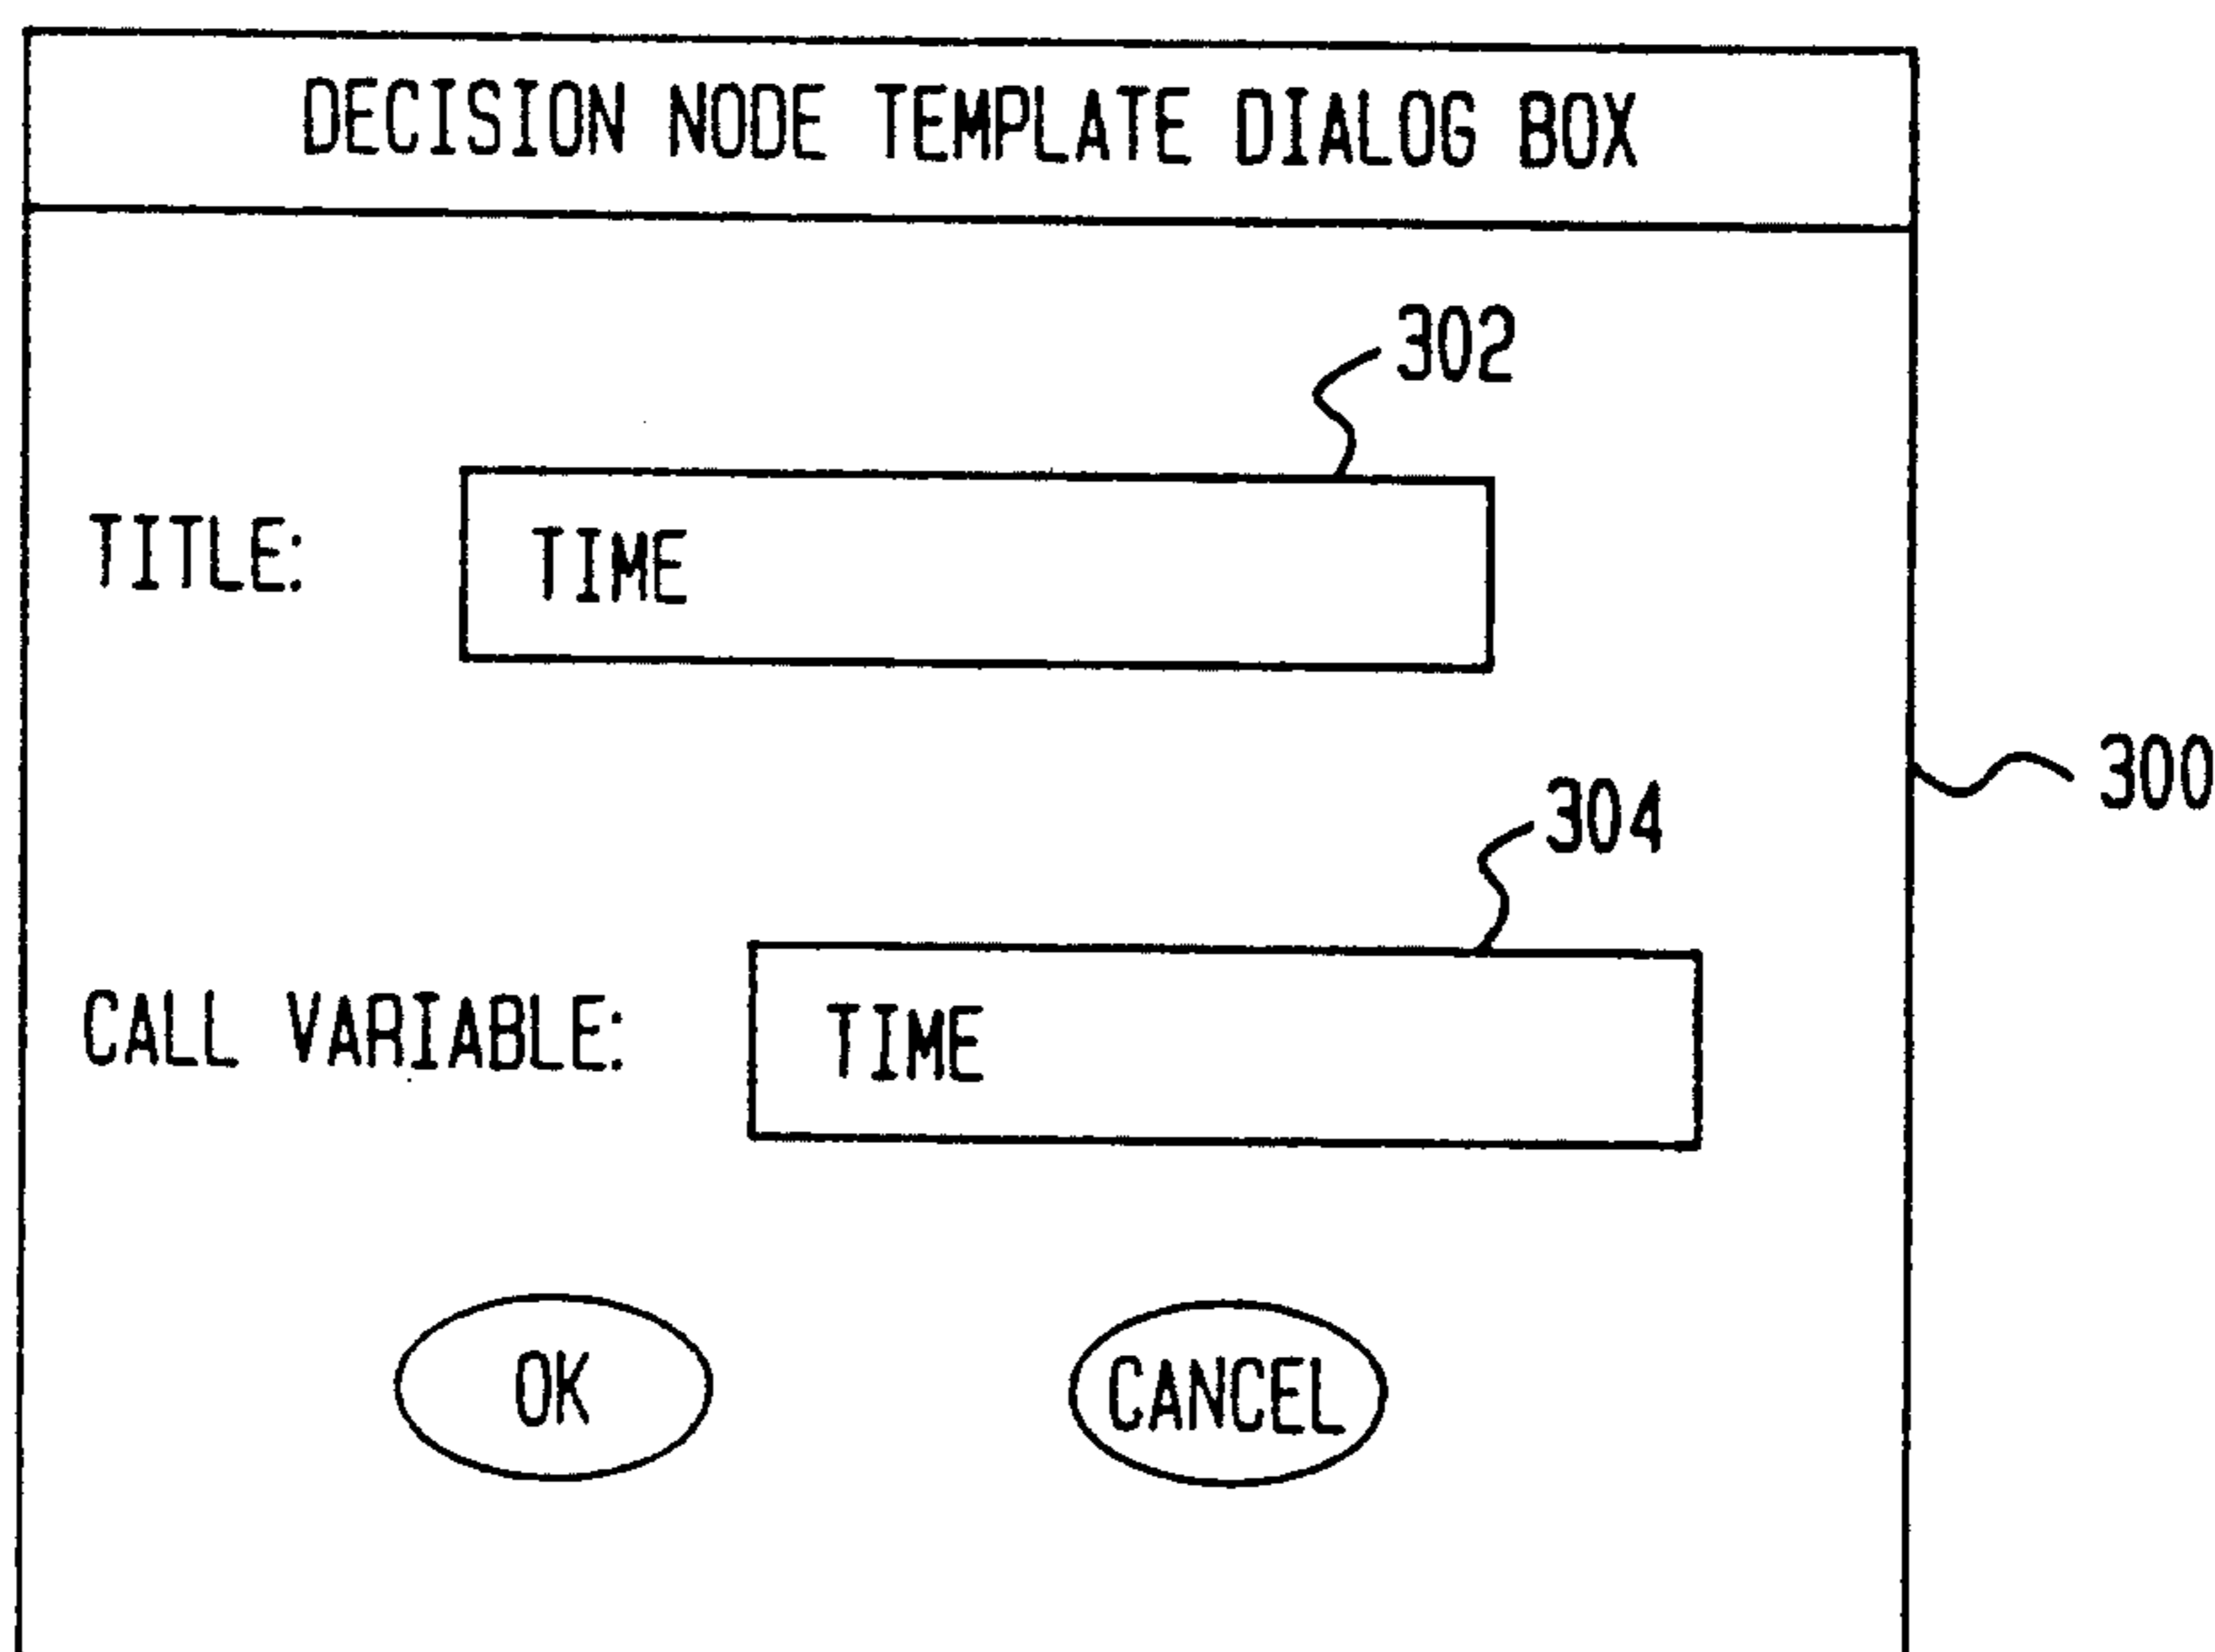 DECISION NODE TEMPLATE DIALOG BOX
302
TITLE: TIME
300
304
CALL VARIABLE: TIME
OK CANCEL